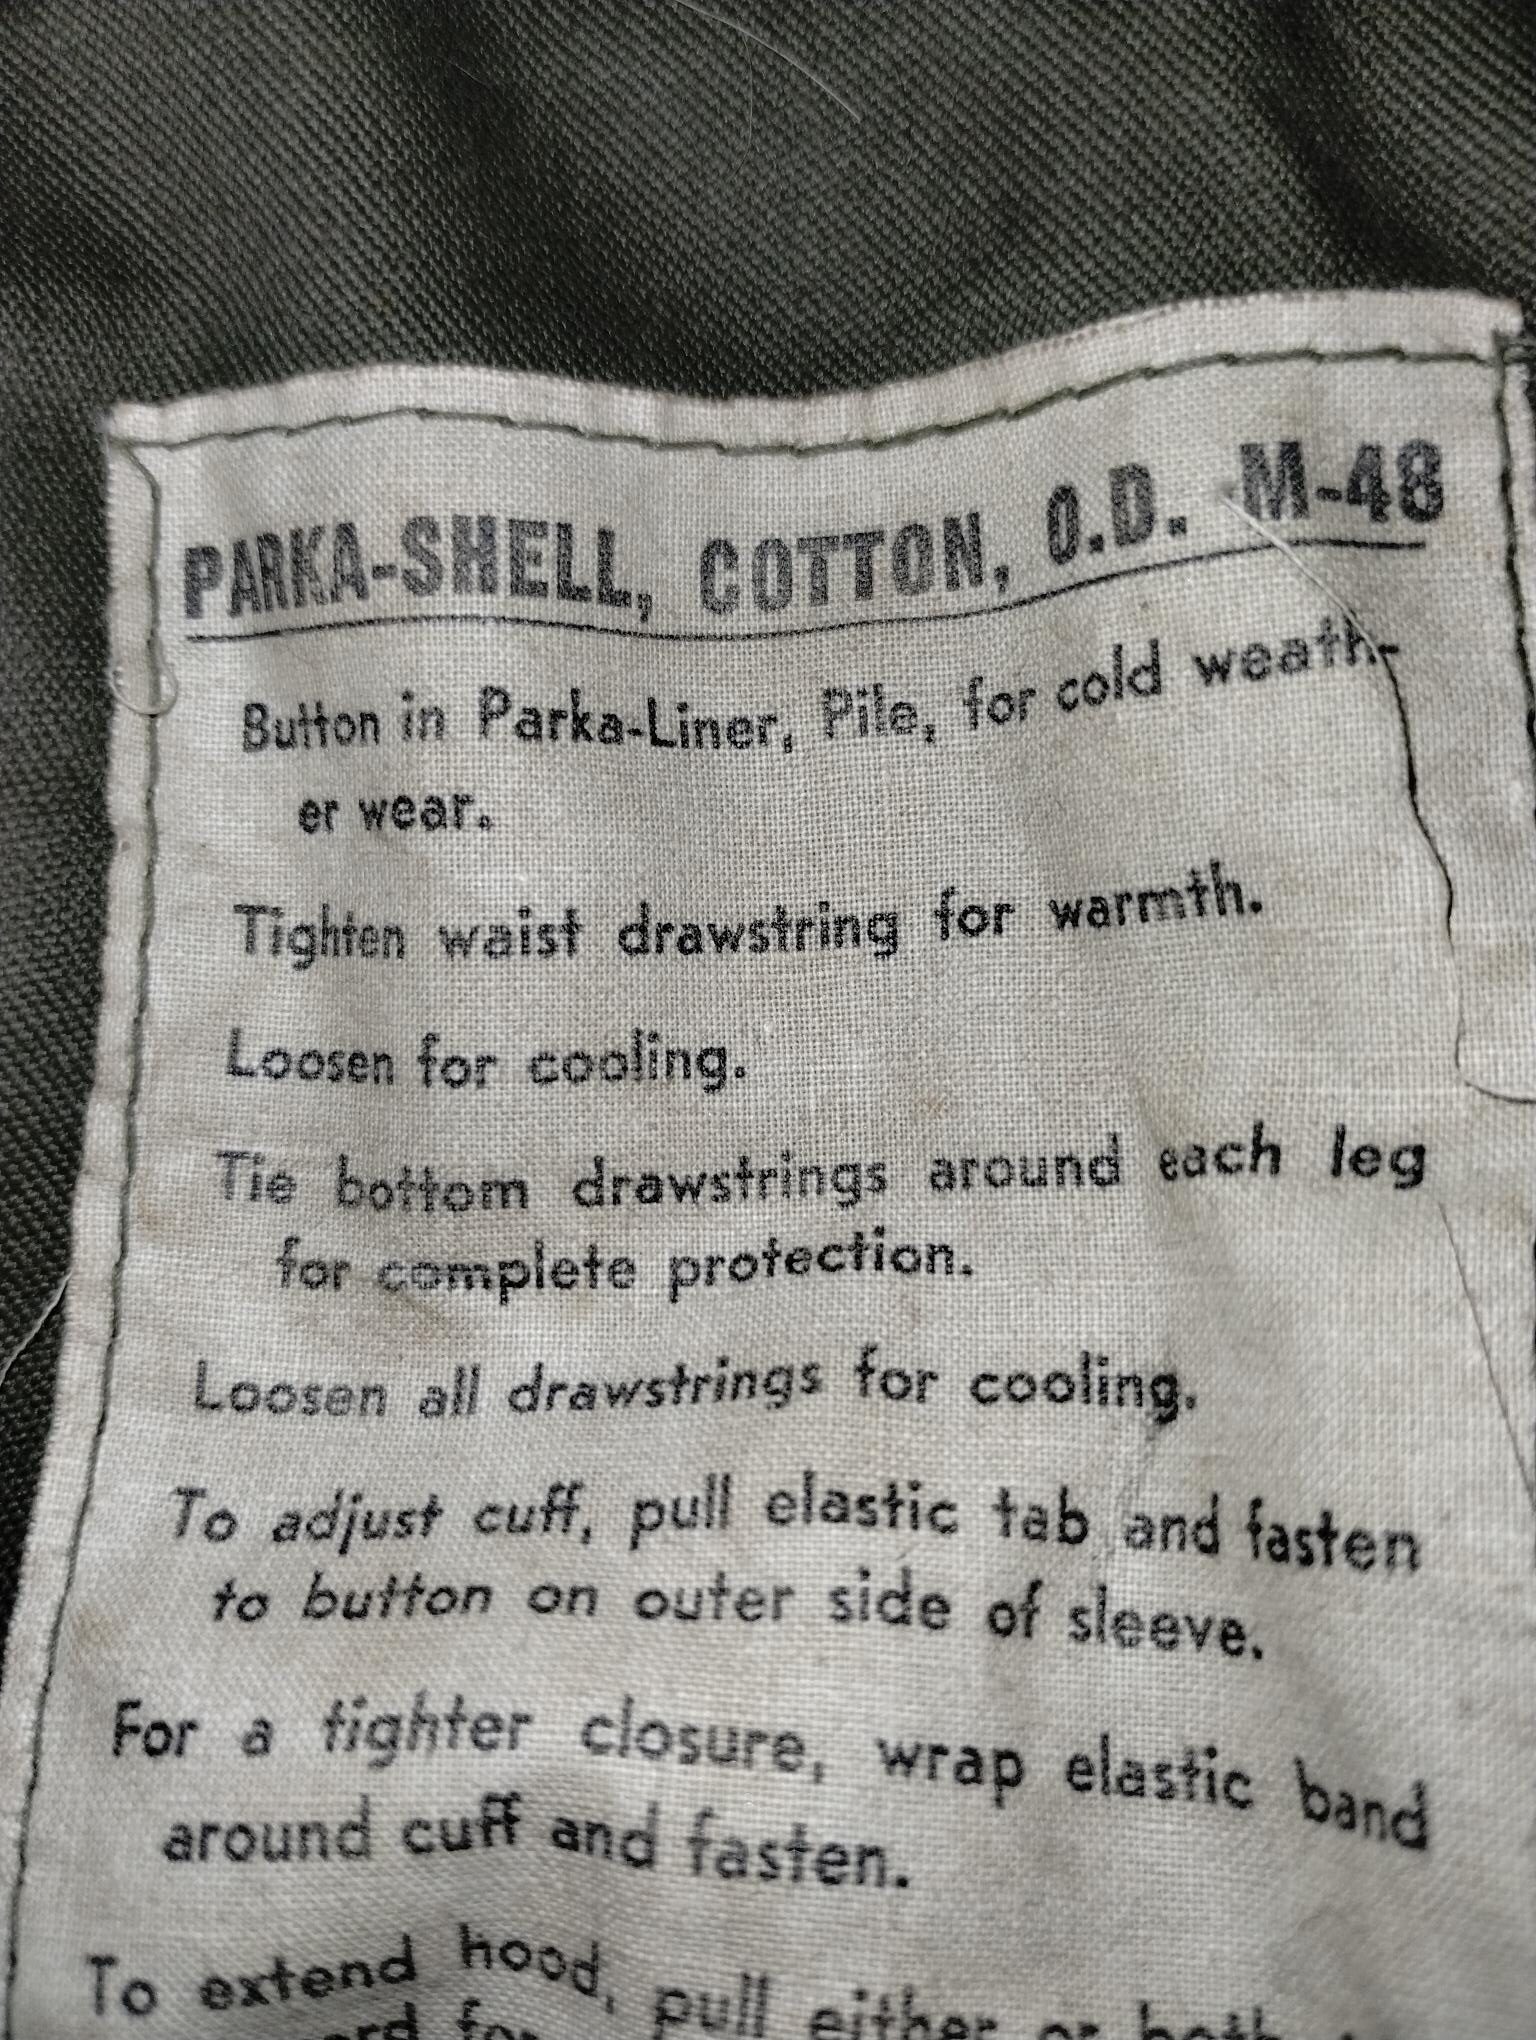 PARKA-SHELL, COTTON, O.D. M-48
Button in Parka-Liner, Pile, for cold weath-
er wear.
Tighten waist drawstring for warmth.
Loosen for cooling.
Tie bottom drawstrings around each leg
for complete protection.
Loosen all drawstrings for cooling.
To adjust cuff, pull elastic tab and fasten
to button on outer side of sleeve.
For a tighter closure, wrap elastic band
around cuff and fasten.
To extend hood, pull either or both